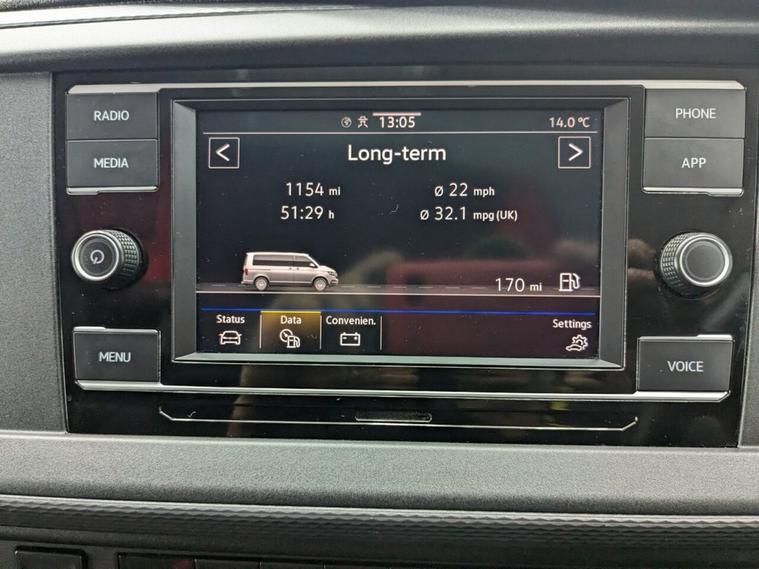 RADIO
MEDIA
MENU
13:05
14.0 °C
<
Long-term
>
1154 mi
Ø 22 mph
51:29 h
Ø 32.1 mpg (UK)
170 mi
Status
Data
Convenien.
Settings
PHONE
APP
VOICE